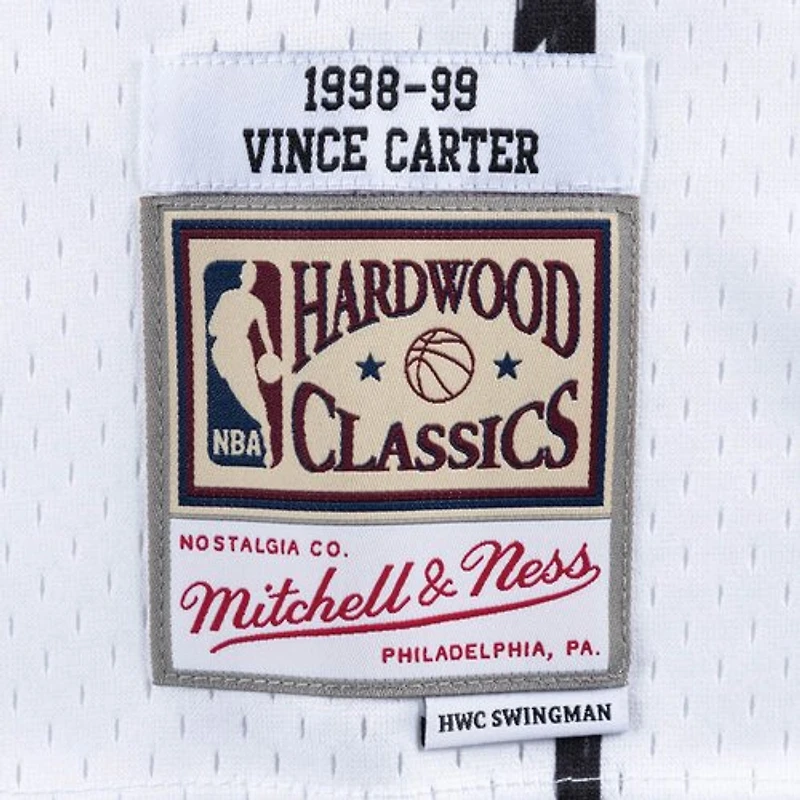 1998-99
VINCE CARTER
HARDWOOD
CLASSICS
NBA
NOSTALGIA CO.
Mitchell & Ness
PHILADELPHIA, PA.
HWC SWINGMAN